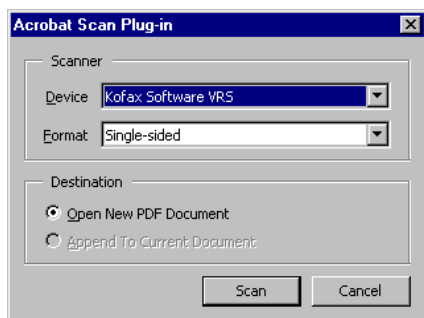 Acrobat Scan Plug-in
Scanner
Device Kofax Software VRS
Format Single-sided
Destination
Open New PDF Document
Append To Current Document
Scan Cancel